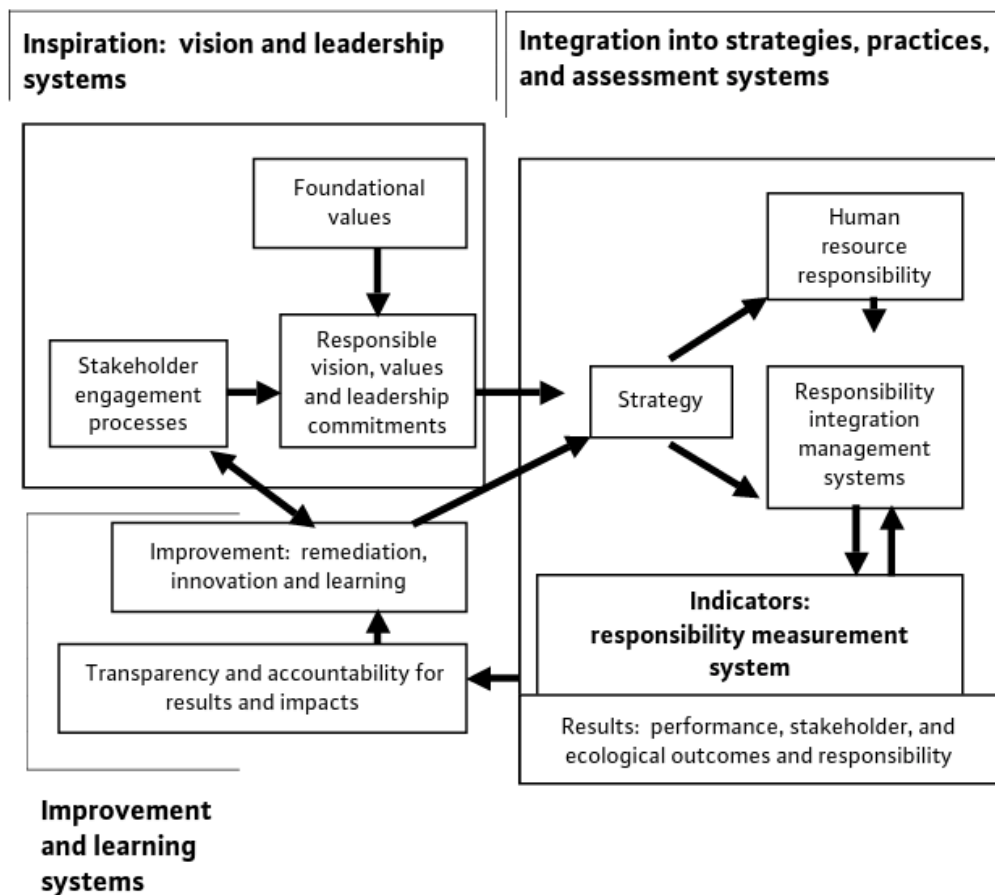 Inspiration: vision and leadership
systems
Integration into strategies, practices,
and assessment systems
Foundational
values
Stakeholder
engagement
processes
Responsible
vision, values
and leadership
commitments
Strategy
Human
resource
responsibility
Responsibility
integration
management
systems
Indicators:
responsibility measurement
system
Results: performance, stakeholder, and
ecological outcomes and responsibility
Improvement: remediation,
innovation and learning
Transparency and accountability for
results and impacts
Improvement
and learning
systems